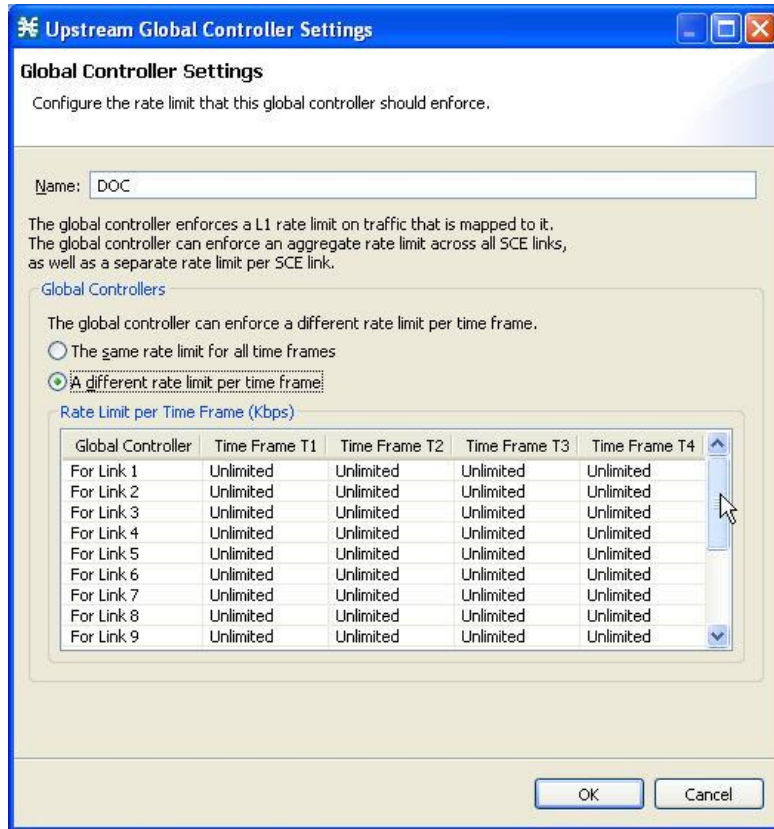 Upstream Global Controller Settings
Global Controller Settings
Configure the rate limit that this global controller should enforce.
Name: DOC
The global controller enforces a L1 rate limit on traffic that is mapped to it.
The global controller can enforce an aggregate rate limit across all SCE links,
as well as a separate rate limit per SCE link.
Global Controllers
The global controller can enforce a different rate limit per time frame.
The same rate limit for all time frames
A different rate limit per time frame
Rate Limit per Time Frame (Kbps)
Global Controller Time Frame T1 Time Frame T2 Time Frame T3 Time Frame T4
For Link 1 Unlimited Unlimited Unlimited Unlimited
For Link 2 Unlimited Unlimited Unlimited Unlimited
For Link 3 Unlimited Unlimited Unlimited Unlimited
For Link 4 Unlimited Unlimited Unlimited Unlimited
For Link 5 Unlimited Unlimited Unlimited Unlimited
For Link 6 Unlimited Unlimited Unlimited Unlimited
For Link 7 Unlimited Unlimited Unlimited Unlimited
For Link 8 Unlimited Unlimited Unlimited Unlimited
For Link 9 Unlimited Unlimited Unlimited Unlimited
OK Cancel